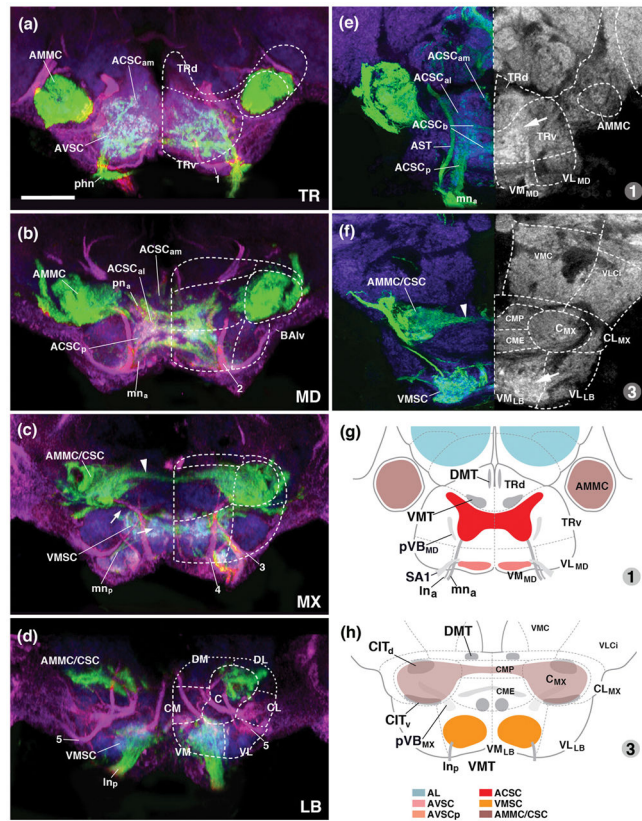 (a)
AMMC
ACSCam
ACSCal
TRd
AVSC
phn
TRv
1
TR
(b)
AMMC
ACSCam
ACSCal
pna
ACSCp
mna
BAlv
2
MD
(c)
AMMC/CSC
VMSC
mnp
3
4
MX
(d)
AMMC/CSC
DM
DL
C
CM
CL
5
5
VMSC
VM
VL
lnp
LB
(e)
ACSCam
ACSCal
TRd
ACSCb
TRv
AMMC
AST
ACSCp
VMMD
VLMD
mna
1
(f)
VMC
VLCi
AMMC/CSC
CMP
CMX
CME
CLMX
VMSC
VMLB
VLLB
3
(g)
DMT
TRd
AMMC
VMT
TRv
pVBMD
SA1
VMMD
VLMD
lna
mna
1
(h)
DMT
VMC
VLCi
CITd
CMP
CMX
CME
CLMX
CITv
pVBMX
VMLB
VLLB
lnp
VMT
3
AL
ACSC
AVSC
VMSC
AVSCp
AMMC/CSC